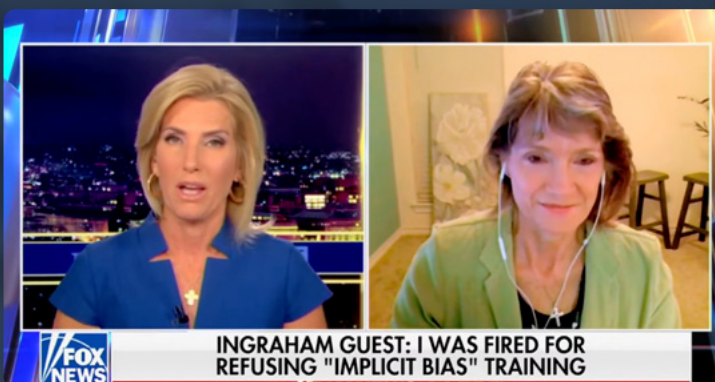 INGRAHAM GUEST: I WAS FIRED FOR
REFUSING "IMPLICIT BIAS" TRAINING
FOX
NEWS